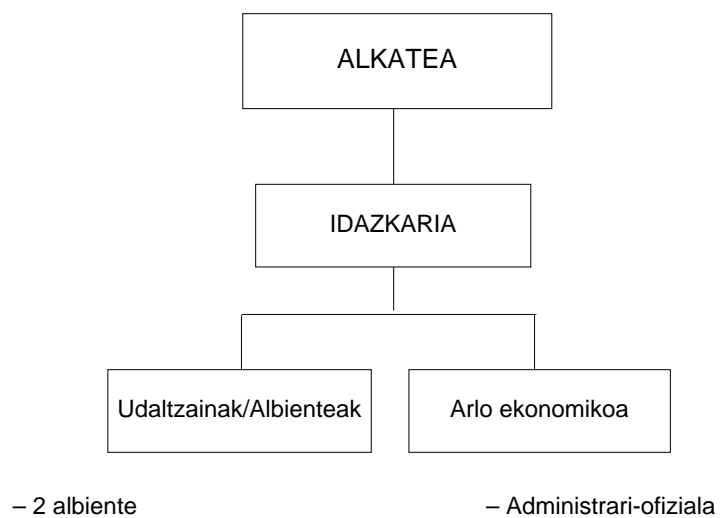 ALKATEA
IDAZKARIA
Udaltzainak/Albienteak
Arlo ekonomikoa
– 2 albiente
– Administrari-ofiziala